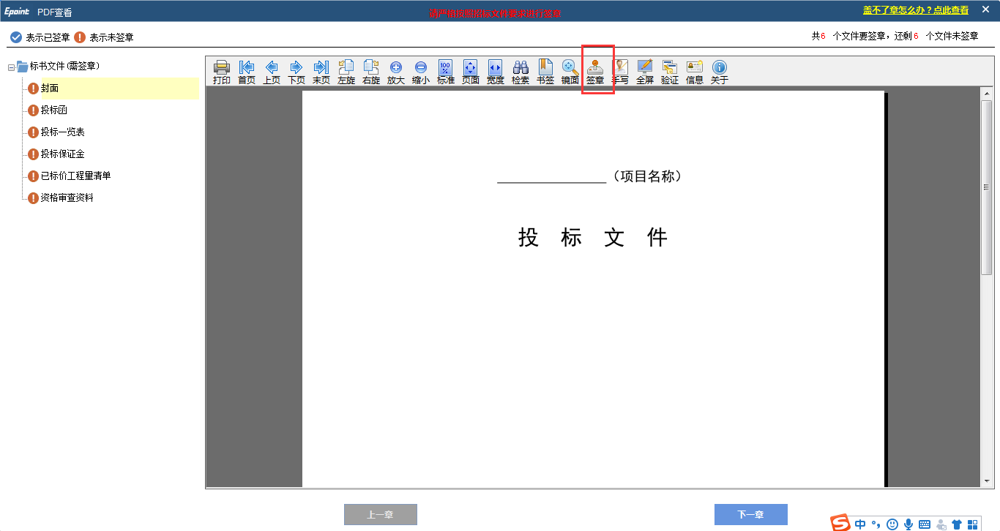 Epoint PDF查看 请严格按照招标文件要求进行签章 盖不了章怎么办？点此查看
表示已签章 表示未签章 共6 个文件要签章，还剩6 个文件未签章
标书文件(需签章)
封面
投标函
投标一览表
投标保证金
已标价工程量清单
资格审查资料
打印 首页 上页 下页 末页 左旋 右旋 放大 缩小 标准 页面 宽度 检索 书签 镜面 签章 手写 全屏 验证 信息 关于
（项目名称）
投 标 文 件
上一章 下一章
中